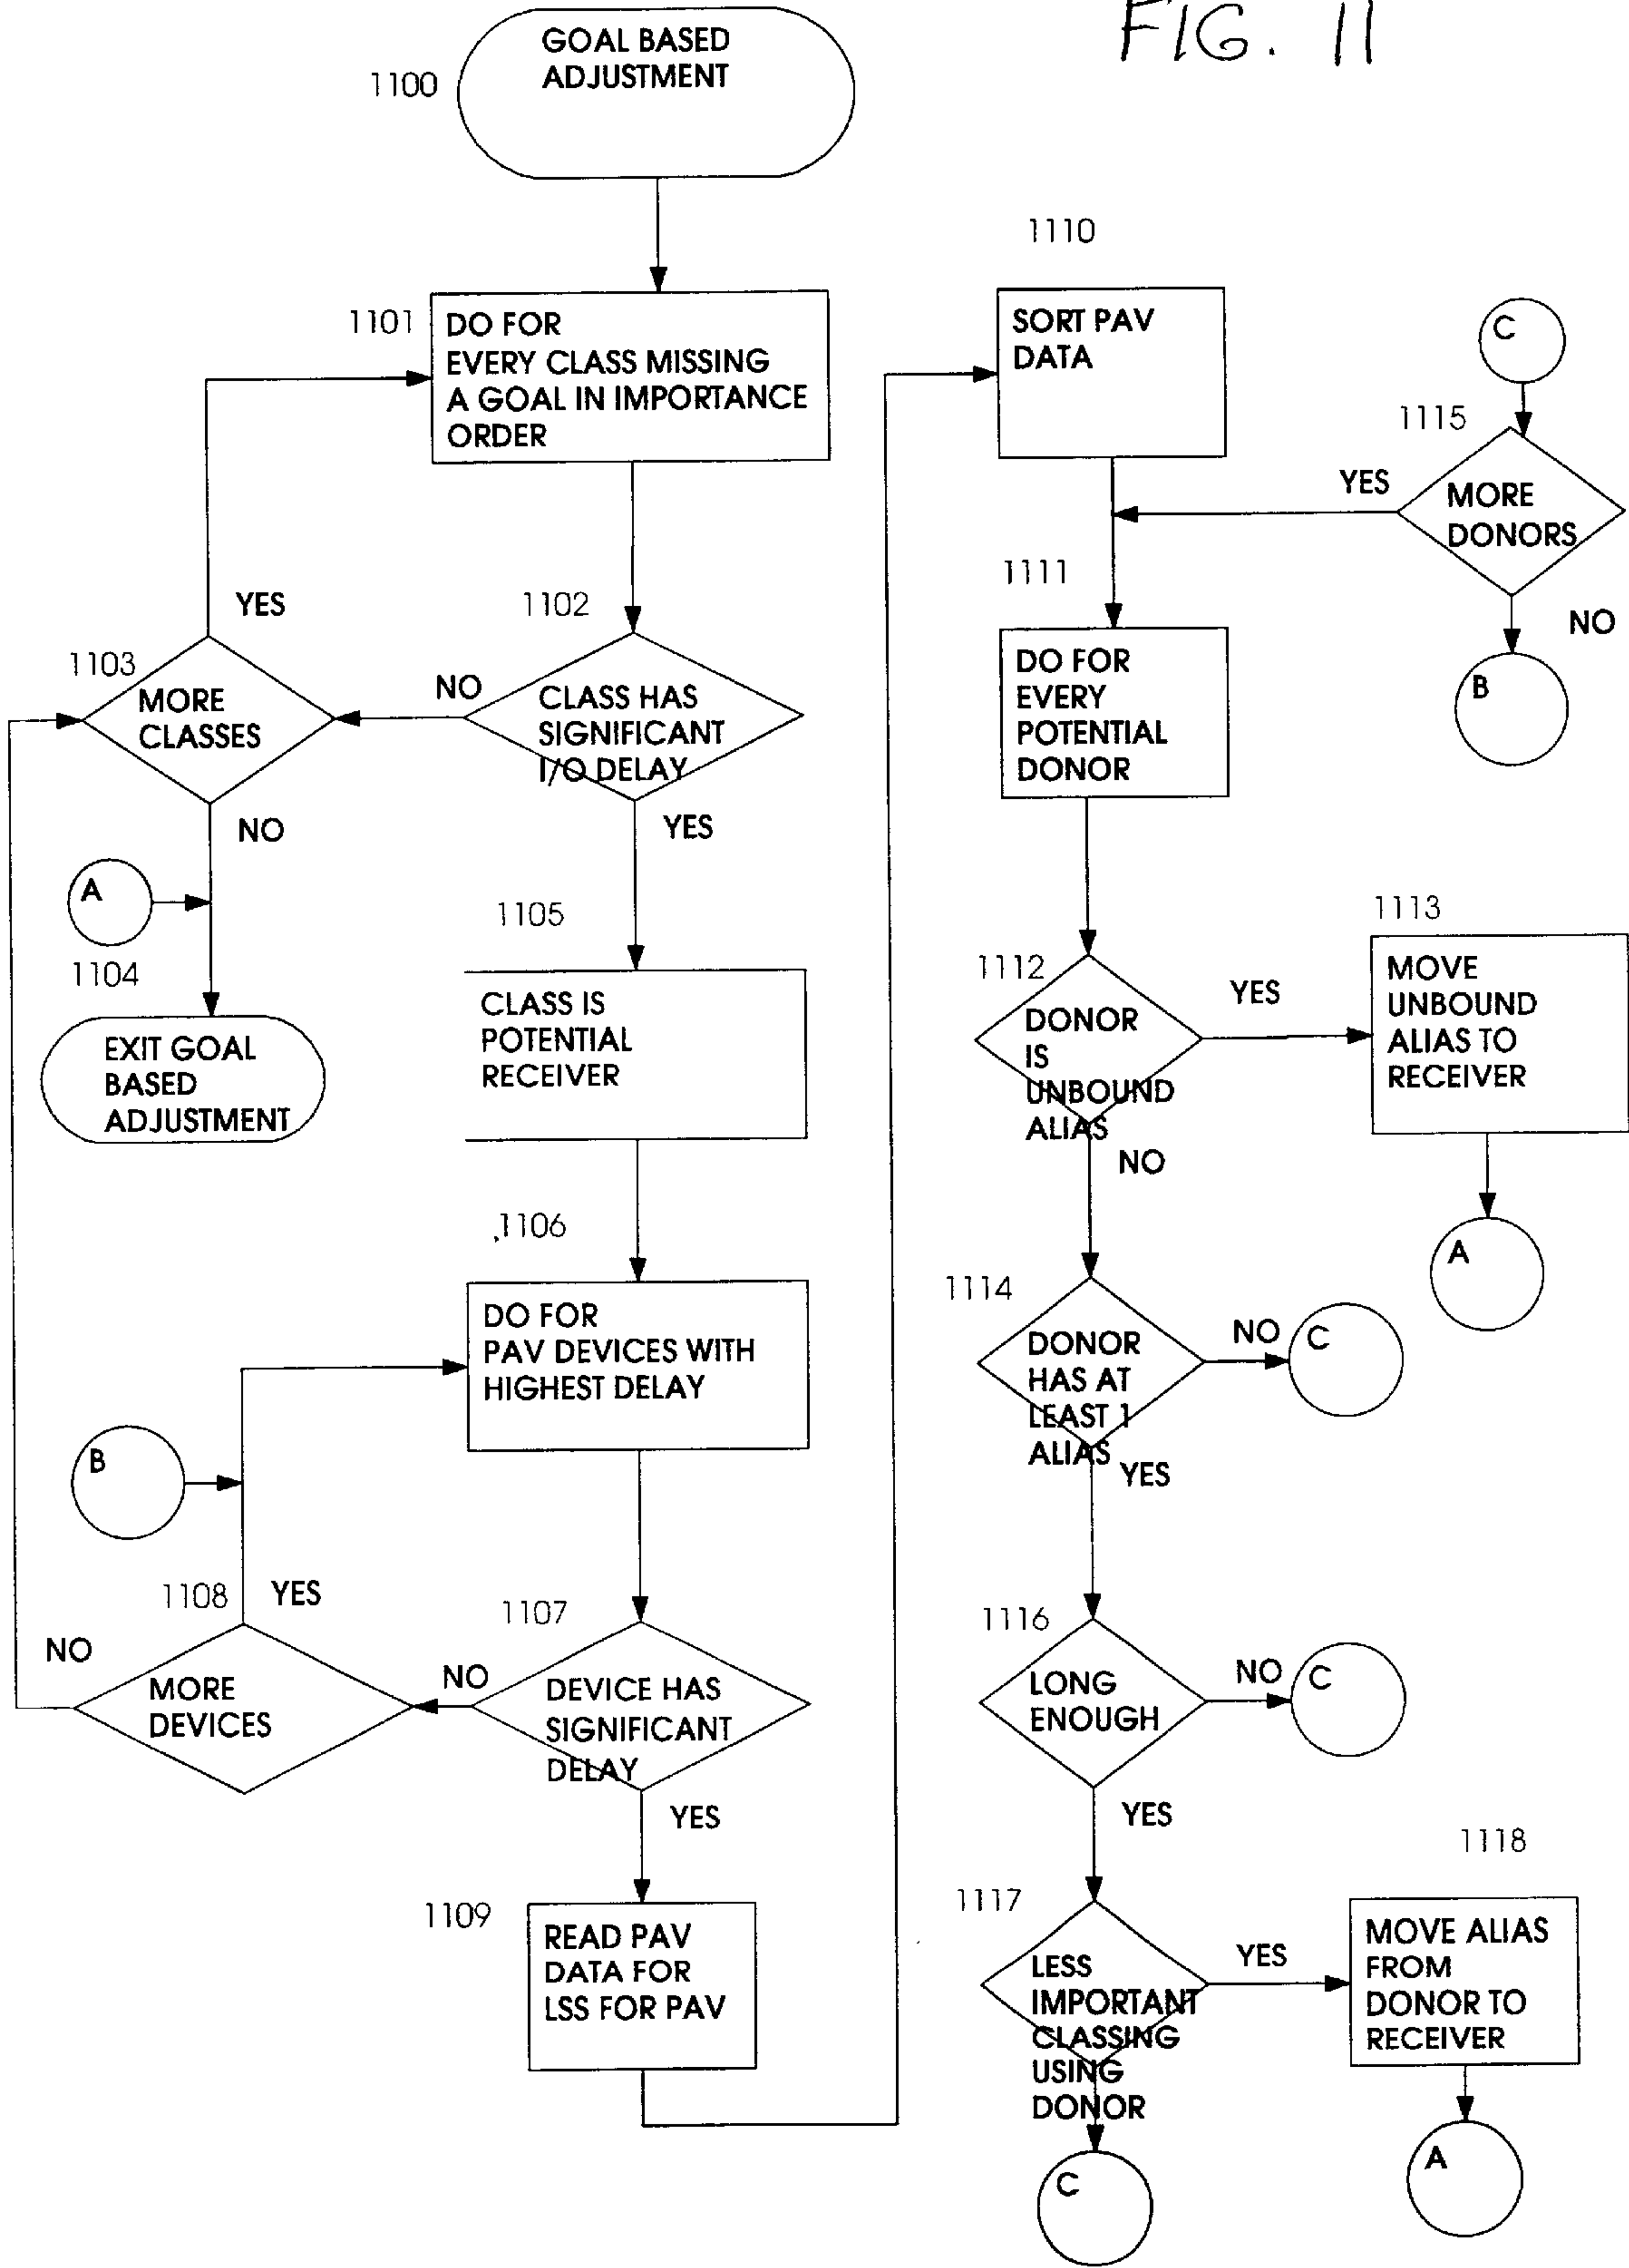 FIG. 11
1100
GOAL BASED
ADJUSTMENT
1101
DO FOR
EVERY CLASS MISSING
A GOAL IN IMPORTANCE
ORDER
1102
CLASS HAS
SIGNIFICANT
I/O DELAY
NO
YES
1103
MORE
CLASSES
YES
NO
A
1104
EXIT GOAL
BASED
ADJUSTMENT
1105
CLASS IS
POTENTIAL
RECEIVER
1106
DO FOR
PAV DEVICES WITH
HIGHEST DELAY
B
1107
DEVICE HAS
SIGNIFICANT
DELAY
NO
YES
1108
MORE
DEVICES
YES
NO
1109
READ PAV
DATA FOR
LSS FOR PAV
1110
SORT PAV
DATA
C
1115
MORE
DONORS
YES
NO
B
1111
DO FOR
EVERY
POTENTIAL
DONOR
1112
DONOR
IS
UNBOUND
ALIAS
YES
NO
1113
MOVE
UNBOUND
ALIAS TO
RECEIVER
A
1114
DONOR
HAS AT
LEAST 1
ALIAS
NO
C
YES
1116
LONG
ENOUGH
NO
C
YES
1117
LESS
IMPORTANT
CLASSING
USING
DONOR
YES
C
1118
MOVE ALIAS
FROM
DONOR TO
RECEIVER
A